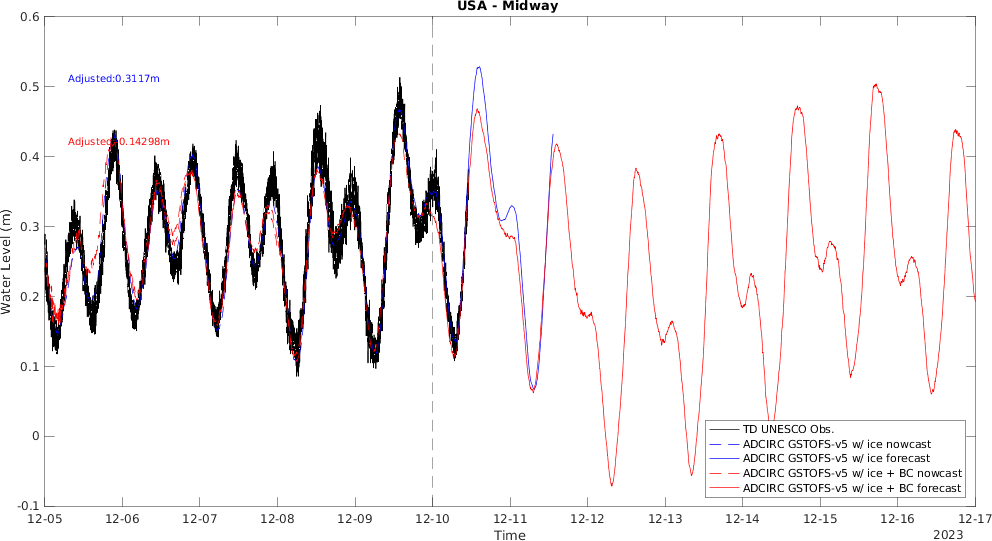 USA - Midway
0.6
0.5
0.4
0.3
0.2
0.1
0
-0.1
Water Level (m)
Adjusted:0.3117m
Adjusted:0.14298m
TD UNESCO Obs.
ADCIRC GSTOFS-v5 w/ ice nowcast
ADCIRC GSTOFS-v5 w/ ice forecast
ADCIRC GSTOFS-v5 w/ ice + BC nowcast
ADCIRC GSTOFS-v5 w/ ice + BC forecast
12-05 12-06 12-07 12-08 12-09 12-10 12-11 12-12 12-13 12-14 12-15 12-16 12-17
Time
2023